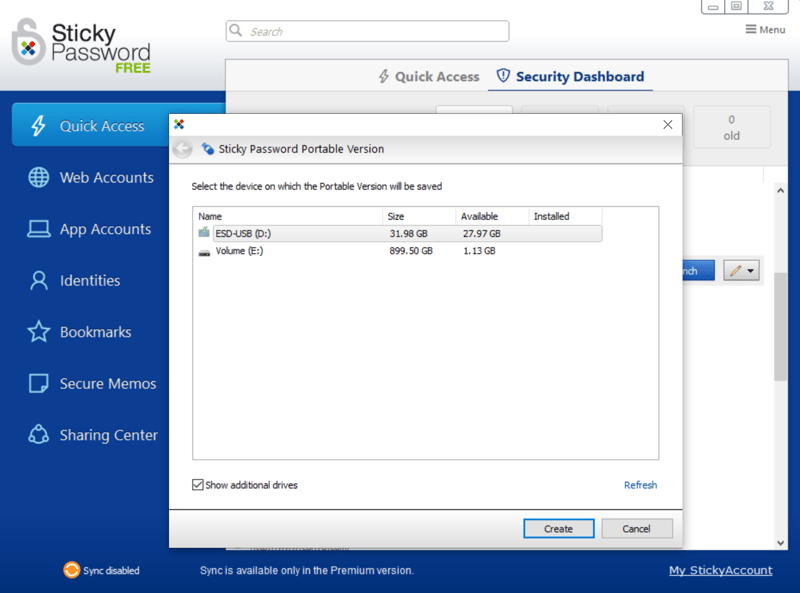 Sticky
Password
FREE
Search
Menu
Quick Access
Security Dashboard
0
old
Quick Access
Web Accounts
App Accounts
Identities
Bookmarks
Secure Memos
Sharing Center
Sticky Password Portable Version
Select the device on which the Portable Version will be saved
Name Size Available Installed
ESD-USB (D:) 31.98 GB 27.97 GB
Volume (E:) 899.50 GB 1.13 GB
nch
Show additional drives
Refresh
Create
Cancel
Sync disabled
Sync is available only in the Premium version.
My StickyAccount